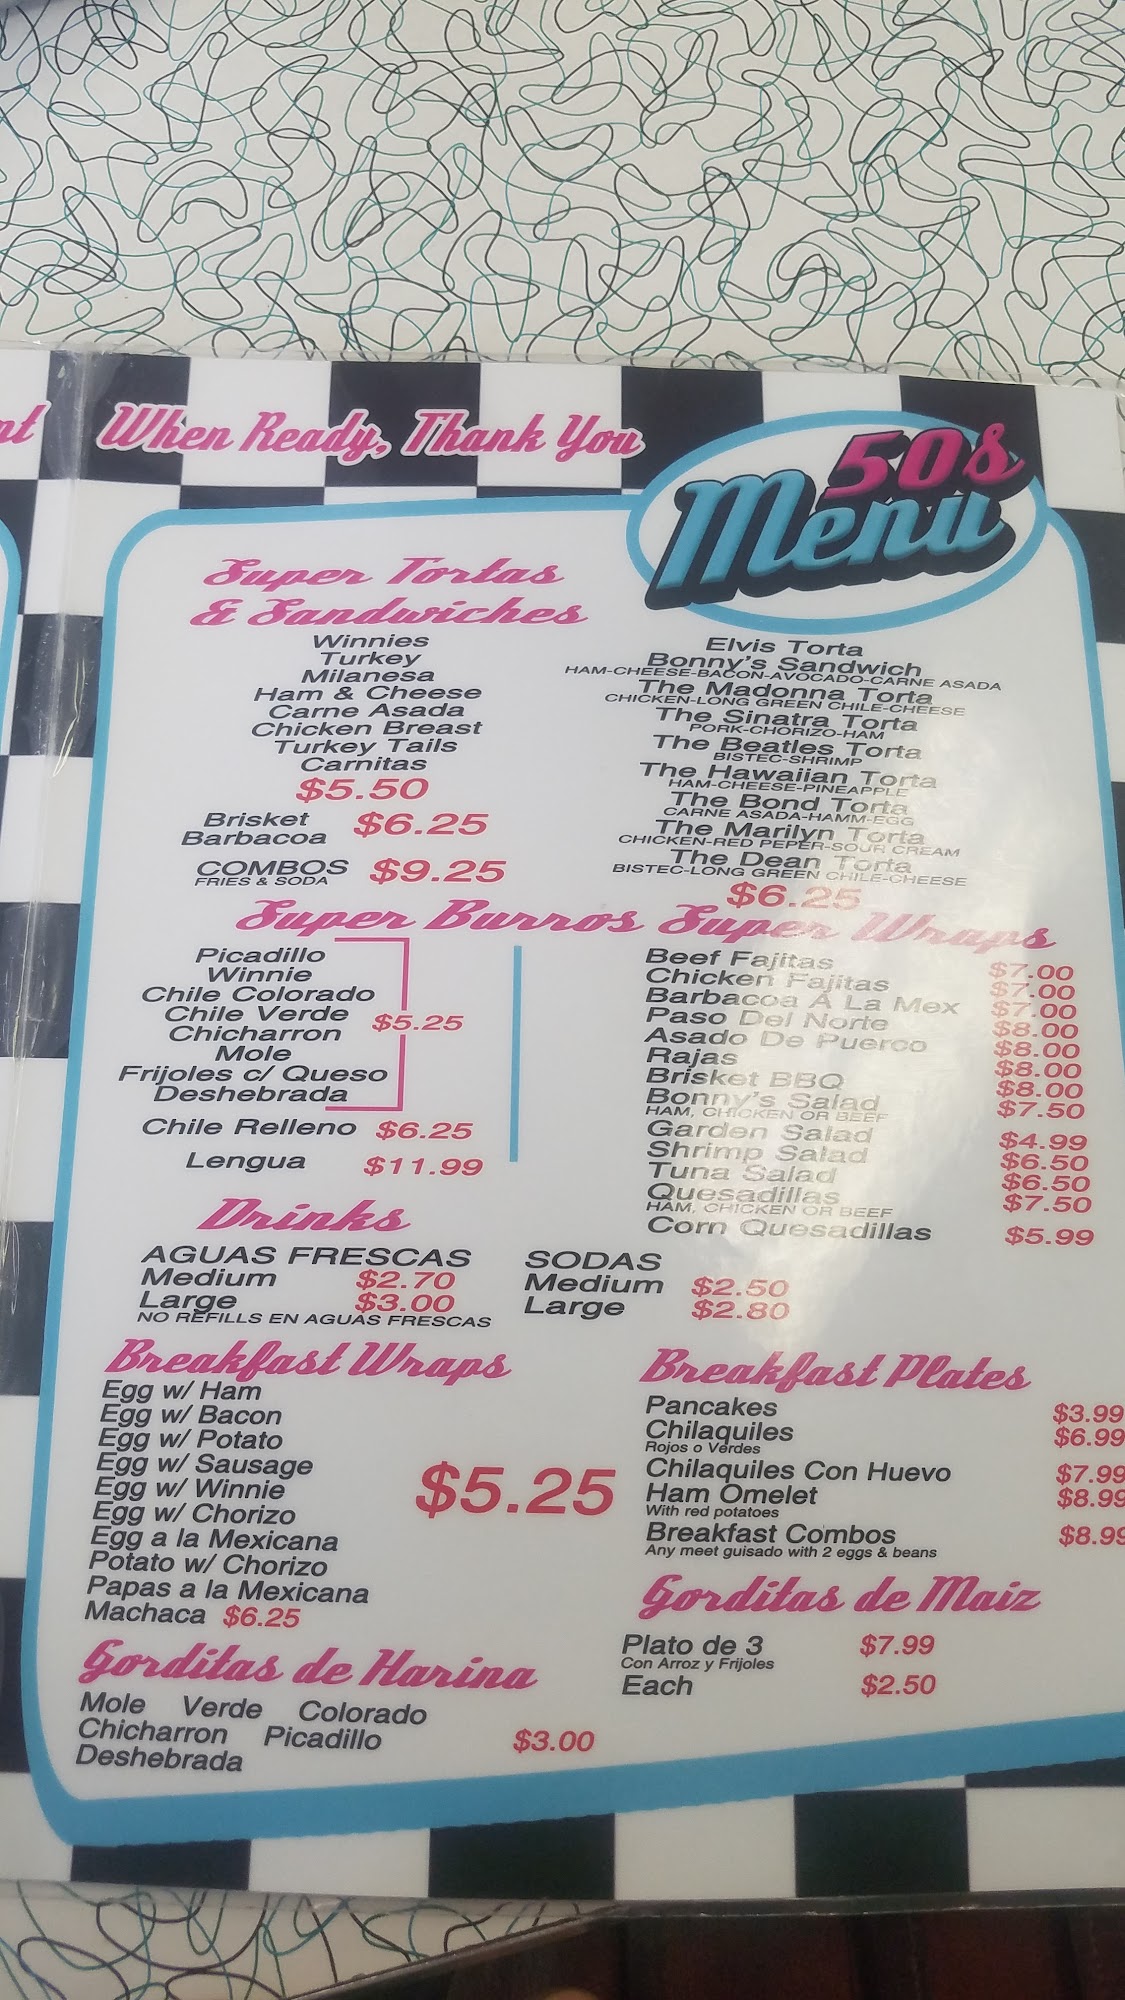 nt
When Ready, Thank You
50s
Menu
Super Tortas
& Sandwiches
Winnies
Turkey
Milanesa
Ham & Cheese
Carne Asada
Chicken Breast
Turkey Tails
Carnitas
$5.50
Brisket
Barbacoa $6.25
COMBOS $9.25
FRIES & SODA
Elvis Torta
Bonny's Sandwich
HAM-CHEESE-BACON-AVOCADO-CARNE ASADA
The Madonna Torta
CHICKEN-LONG GREEN CHILE-CHEESE
The Sinatra Torta
PORK-CHORIZO-HAM
The Beatles Torta
BISTEC-SHRIMP
The Hawaiian Torta
HAM-CHEESE-PINEAPPLE
The Bond Torta
CARNE ASADA-HAMM-EGG
The Marilyn Torta
CHICKEN-RED PEPER-SOUR CREAM
The Dean Torta
BISTEC-LONG GREEN CHILE-CHEESE
$6.25
Super Burros
Picadillo
Winnie
Chile Colorado
Chile Verde
$5.25
Chicharron
Mole
Frijoles c/ Queso
Deshebrada
Chile Relleno $6.25
Lengua $11.99
Super Wraps
Beef Fajitas $7.00
Chicken Fajitas $7.00
Barbacoa A La Mex $7.00
Paso Del Norte $8.00
Asado De Puerco $8.00
Rajas $8.00
Brisket BBQ $8.00
Bonny's Salad $7.50
HAM, CHICKEN OR BEEF
Garden Salad $4.99
Shrimp Salad $6.50
Tuna Salad $6.50
Quesadillas $7.50
HAM, CHICKEN OR BEEF
Corn Quesadillas $5.99
Drinks
AGUAS FRESCAS
Medium $2.70
Large $3.00
NO REFILLS EN AGUAS FRESCAS
SODAS
Medium $2.50
Large $2.80
Breakfast Wraps
Egg w/ Ham
Egg w/ Bacon
Egg w/ Potato
Egg w/ Sausage
Egg w/ Winnie
$5.25
Egg w/ Chorizo
Egg a la Mexicana
Potato w/ Chorizo
Papas a la Mexicana
Machaca $6.25
Breakfast Plates
Pancakes $3.99
Chilaquiles $6.99
Rojos o Verdes
Chilaquiles Con Huevo $7.99
Ham Omelet $8.99
With red potatoes
Breakfast Combos $8.99
Any meet guisado with 2 eggs & beans
Gorditas de Harina
Mole Verde Colorado
Chicharron Picadillo $3.00
Deshebrada
Gorditas de Maiz
Plato de 3 $7.99
Con Arroz y Frijoles
Each $2.50